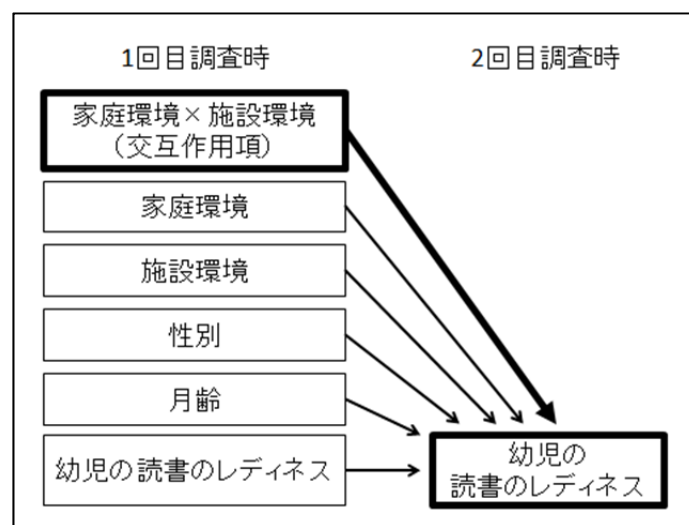 1回目調査時
2回目調査時
家庭環境×施設環境
（交互作用項）
家庭環境
施設環境
性別
月齢
幼児の読書のレディネス
幼児の
読書のレディネス